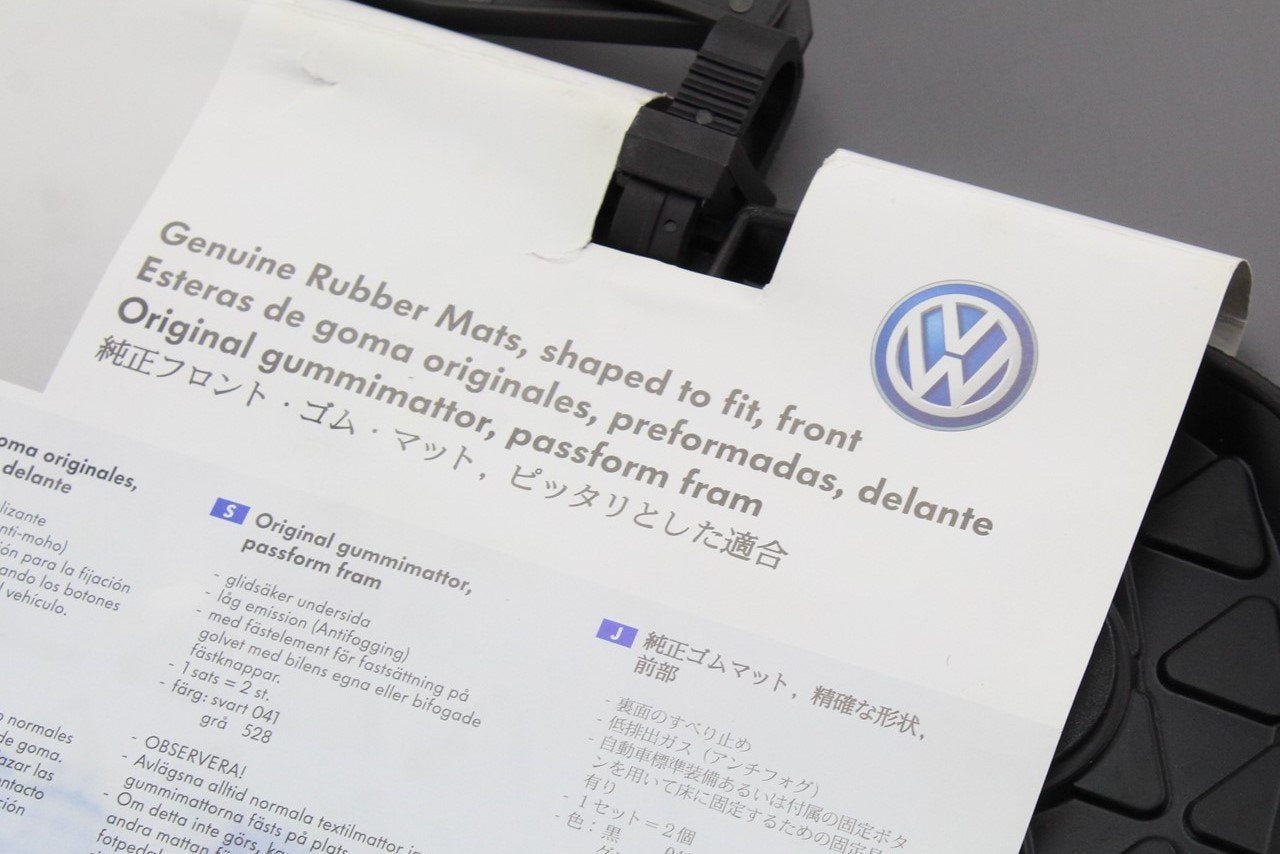 Genuine Rubber Mats, shaped to fit, front
Esteras de goma originales, preformadas, delante
Original gummimattor, passform fram
純正フロント・ゴム・マット，ピッタリとした適合
VW
originales,
delante
lizante
nti-moho)
ión para la fijación
ando los botones
l vehículo.
normales
de goma.
azar las
ntacto
ción
S
Original gummimattor,
passform fram
- glidsäker undersida
- låg emission (Antifogging)
- med fästelement för fastsättning på
golvet med bilens egna eller bifogade
fästknappar.
- 1 sats = 2 st.
- färg: svart 041
grå 528
- OBSERVERA!
- Avlägsna alltid normala textilmattor in
gummimattorna fästs på plats
- Om detta inte görs,
andra mattan
J
純正ゴムマット，精確な形状，
前部
- 裏面のすべり止め
- 低排出ガス（アンチフォグ）
- 自動車標準装備あるいは付属の固定ボタ
ンを用いて床に固定するための固定
有り
- 1セット＝2個
- 色：黒